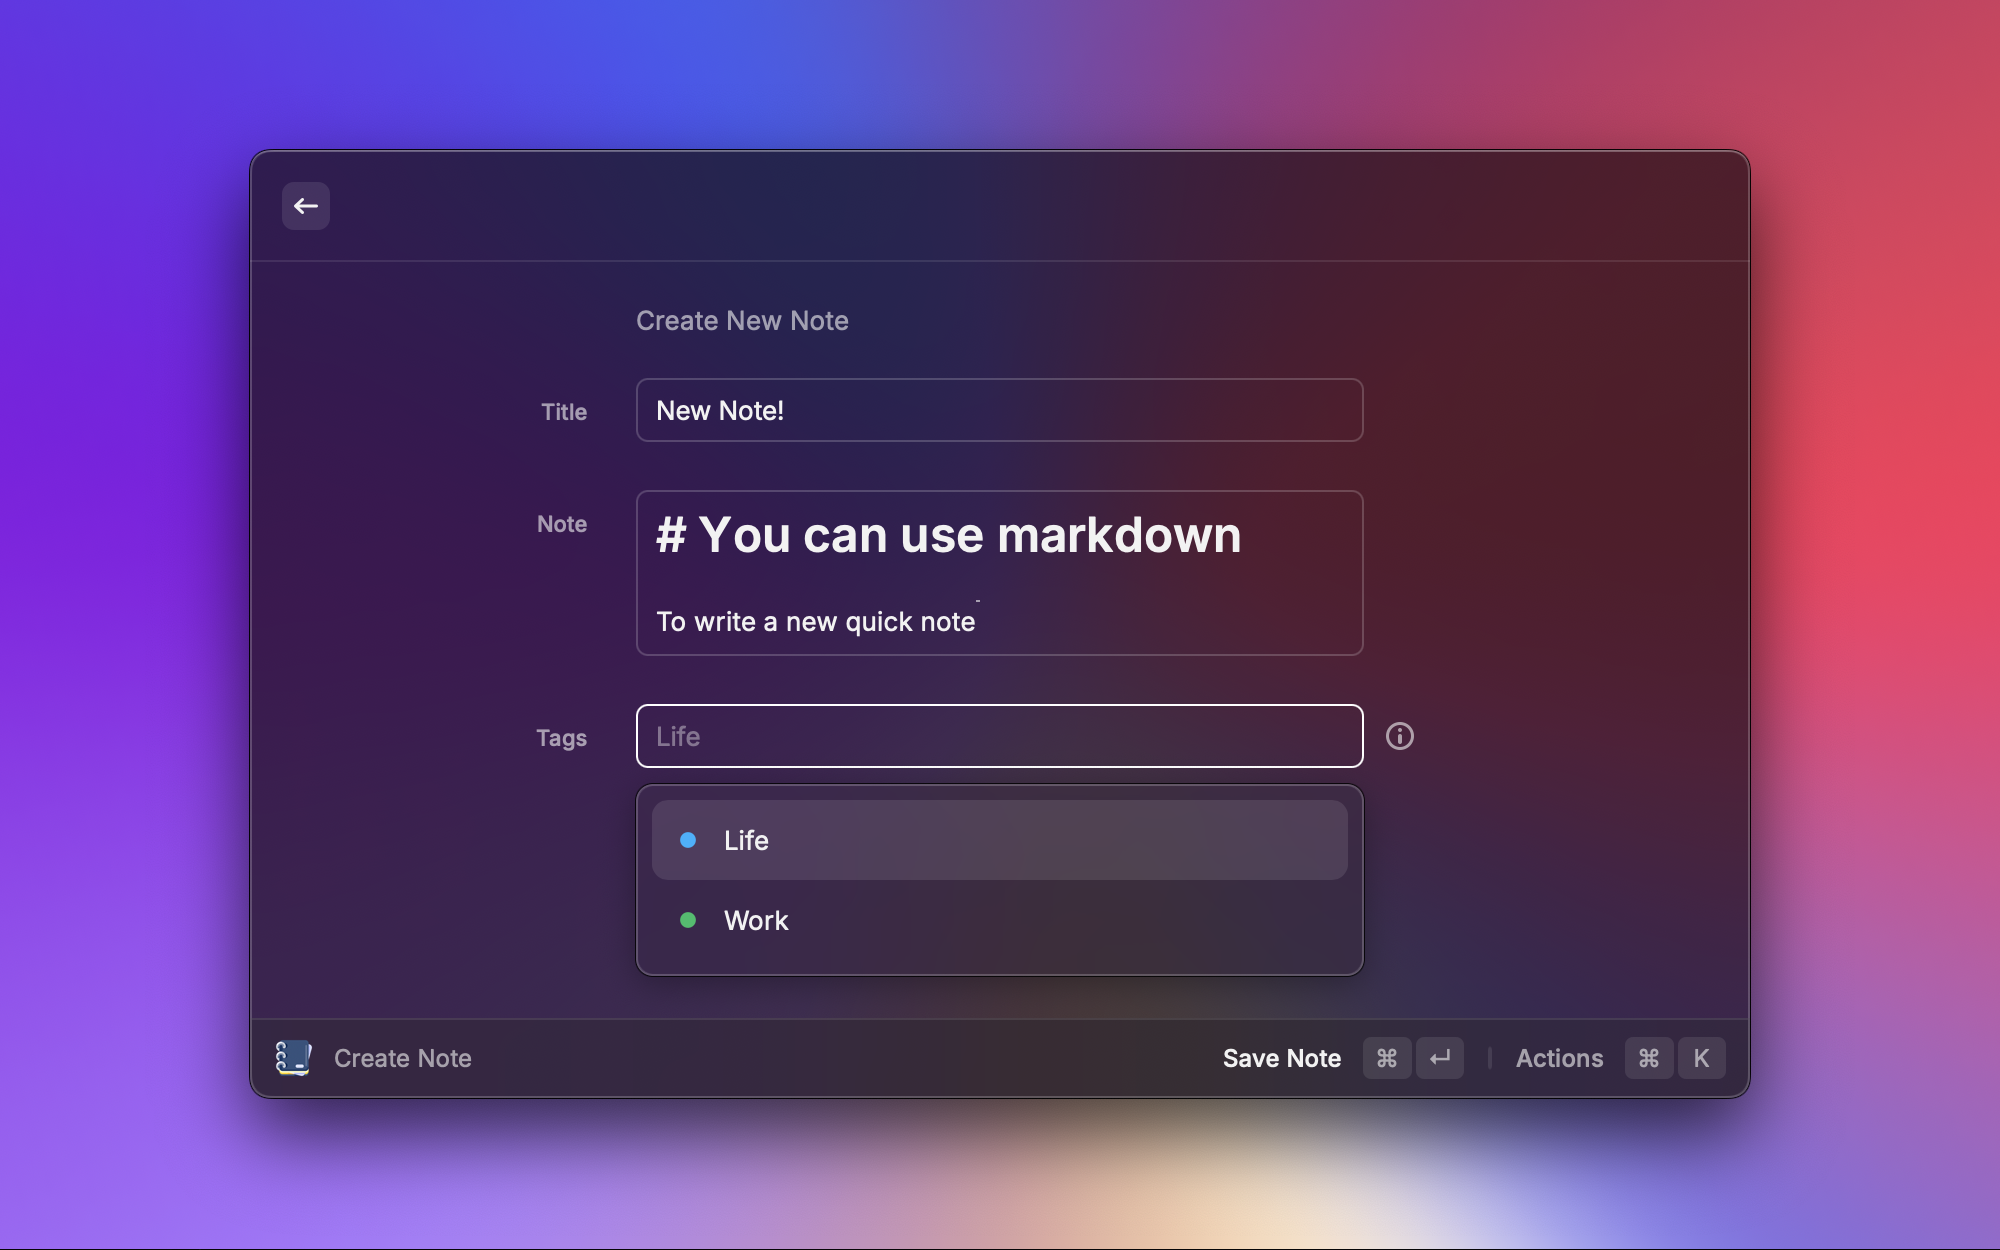 Create New Note
Title
New Note!
Note
# You can use markdown
To write a new quick note
Tags
Life
Life
Work
Create Note
Save Note ⌘ ↵ Actions ⌘ K